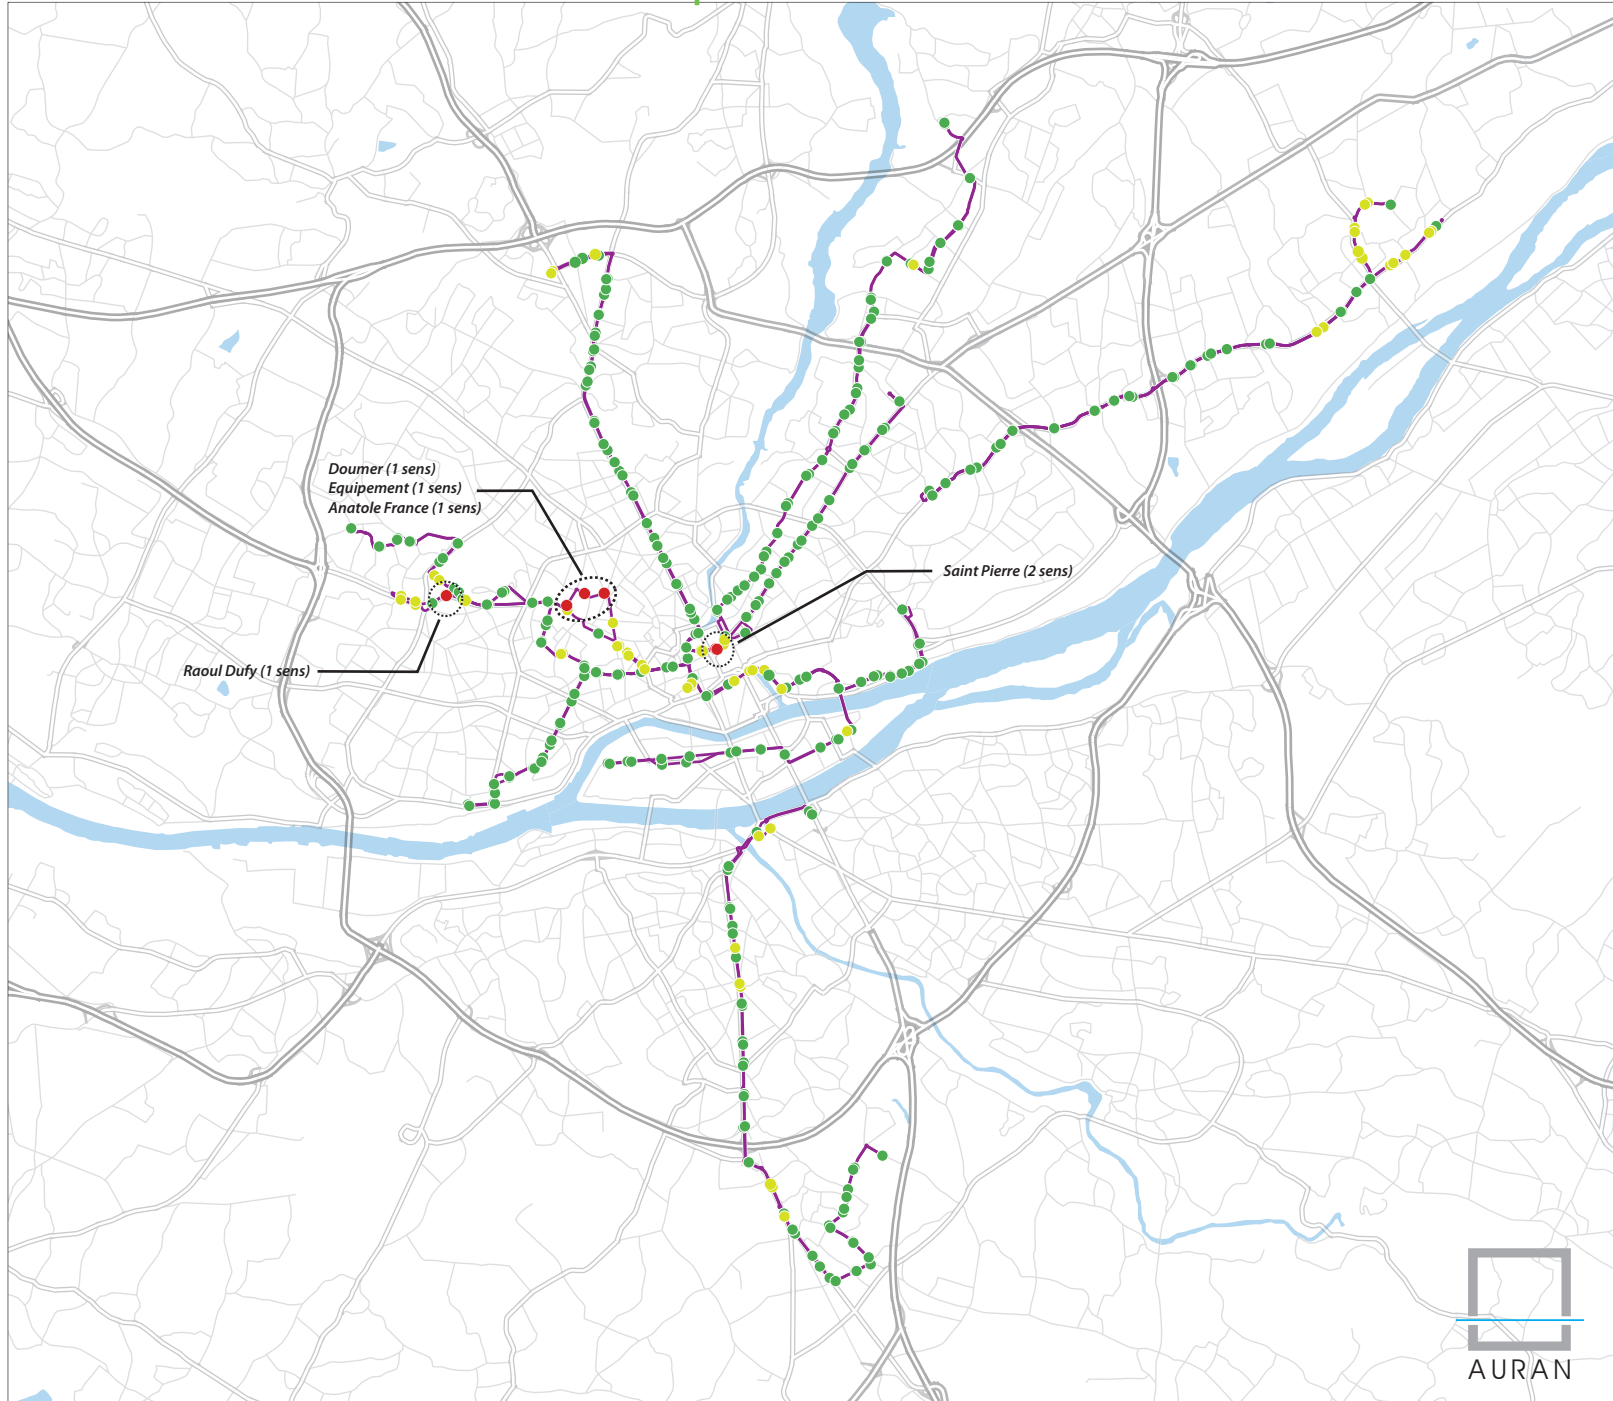 Doumer (1 sens)
Equipement (1 sens)
Anatole France (1 sens)
Saint Pierre (2 sens)
Raoul Dufy (1 sens)
AURAN